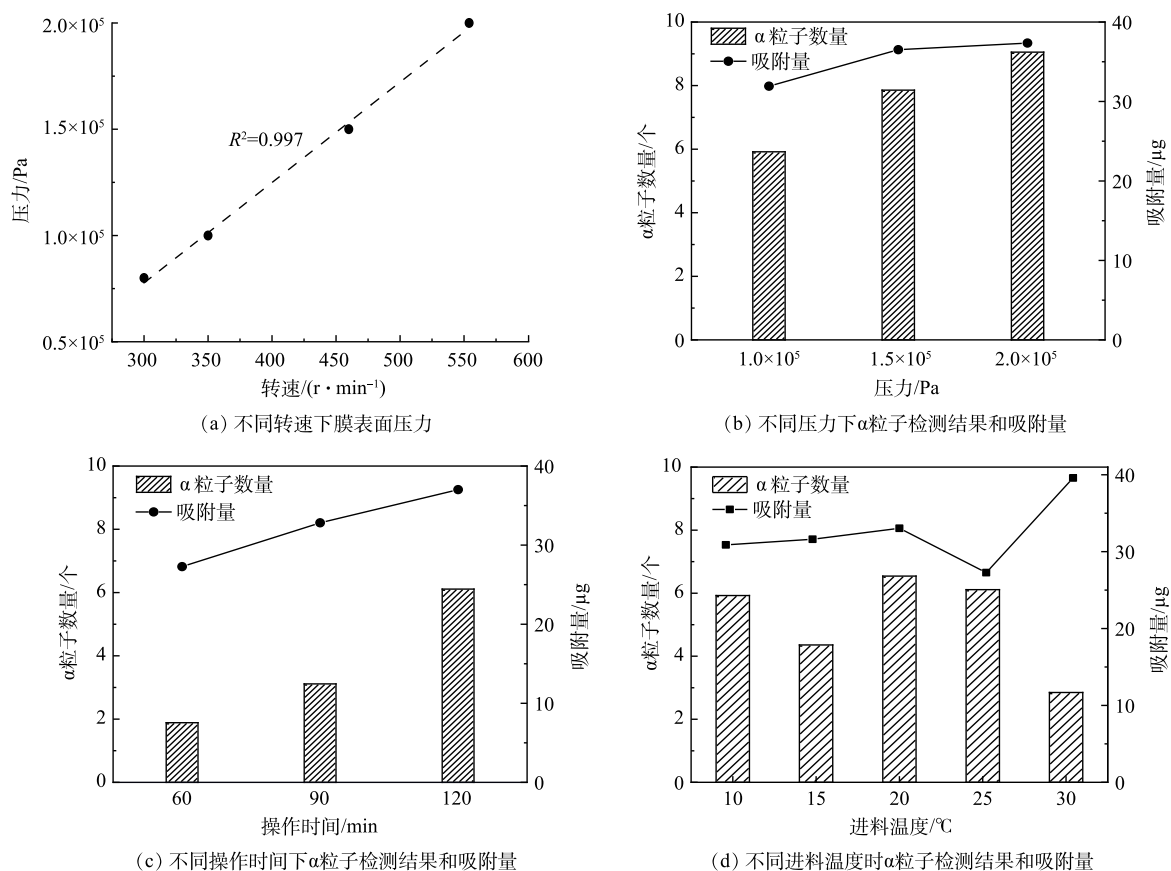 2.0×10⁵
1.5×10⁵
1.0×10⁵
0.5×10⁵
压力/Pa
R²=0.997
300 350 400 450 500 550 600
转速/(r·min⁻¹)
(a) 不同转速下膜表面压力
10
8
6
4
2
0
α粒子数量/个
α粒子数量
吸附量
40
30
20
10
0
吸附量/μg
1.0×10⁵ 1.5×10⁵ 2.0×10⁵
压力/Pa
(b) 不同压力下α粒子检测结果和吸附量
10
8
6
4
2
0
α粒子数量/个
α粒子数量
吸附量
40
30
20
10
0
吸附量/μg
60 90 120
操作时间/min
(c) 不同操作时间下α粒子检测结果和吸附量
10
8
6
4
2
0
α粒子数量/个
α粒子数量
吸附量
40
30
20
10
0
吸附量/μg
10 15 20 25 30
进料温度/℃
(d) 不同进料温度时α粒子检测结果和吸附量